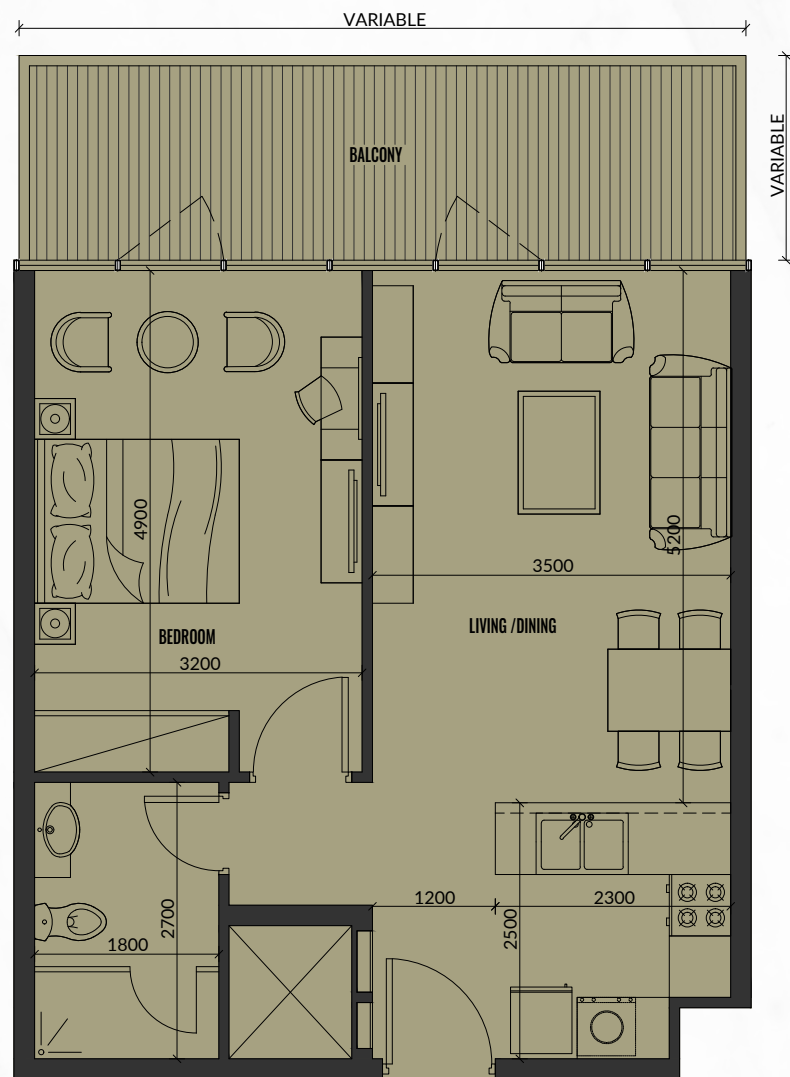 VARIABLE
VARIABLE
BALCONY
4900
5200
3500
LIVING /DINING
BEDROOM
3200
1200
2300
2700
2500
1800